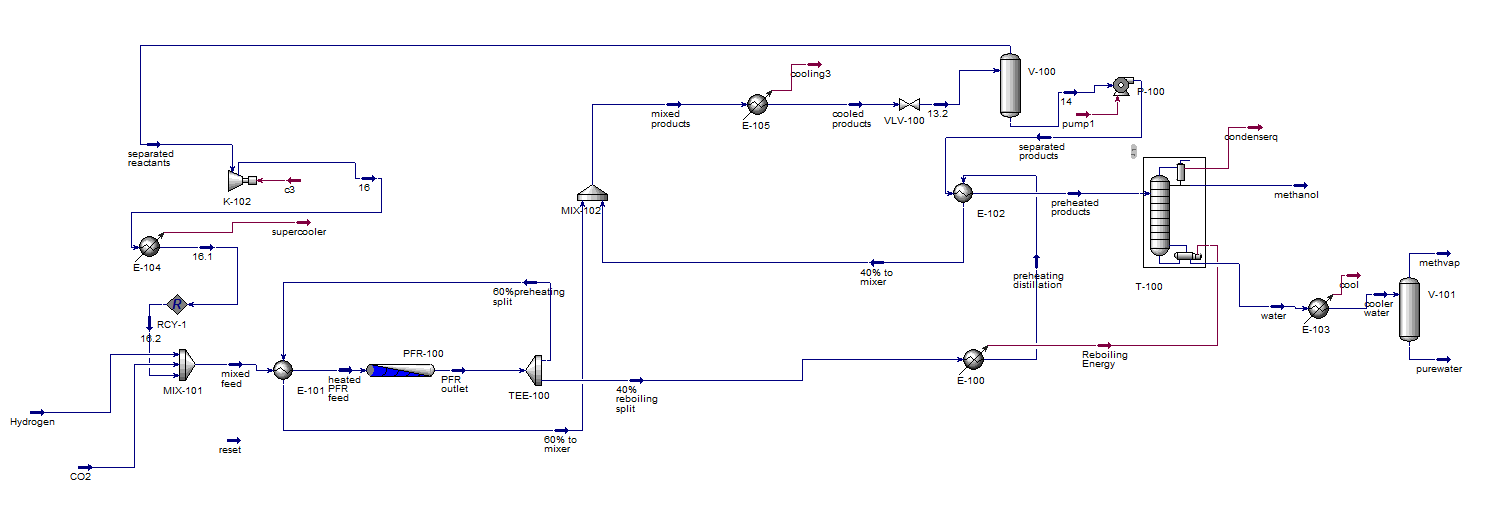 cooling3
V-100
P-100
14
mixed
products
E-105
cooled
products
VLV-100
13.2
pump1
condenserq
separated
reactants
separated
products
c3
16
K-102
methanol
MIX-102
E-102
preheated
products
supercooler
E-104
16.1
methvap
40% to
mixer
preheating
distillation
T-100
cool
cooler
water
V-101
60%preheating
split
water
E-103
RCY-1
16.2
PFR-100
Reboiling
Energy
purewater
mixed
feed
MIX-101
E-101
heated
PFR
feed
PFR
outlet
TEE-100
40%
reboiling
split
E-100
Hydrogen
60% to
mixer
reset
CO2
R